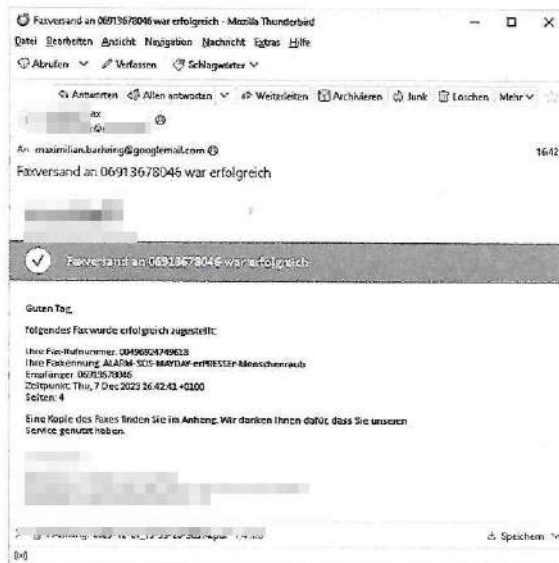 Faxversand an 06913678046 war erfolgreich - Mozilla Thunderbird
Datei Bearbeiten Ansicht Navigation Nachricht Extras Hilfe
Abrufen Verfassen Schlagwörter
Antworten Allen antworten Weiterleiten Archivieren Junk Löschen Mehr
An maximilian.baehring@googlemail.com 16:42
Faxversand an 06913678046 war erfolgreich
Faxversand an 06913678046 war erfolgreich
Guten Tag,
folgendes Fax wurde erfolgreich zugestellt:
Ihre Fax-Rufnummer: 00496924749618
Ihre Faxkennung: ALARM-SOS-MAYDAY-erPRESSEr-Menschenraub
Empfänger: 06913678046
Zeitpunkt: Thu, 7 Dec 2023 16:42:41 +0100
Seiten: 4
Eine Kopie des Faxes finden Sie im Anhang. Wir danken Ihnen dafür, dass Sie unseren
Service genutzt haben.
Speichern